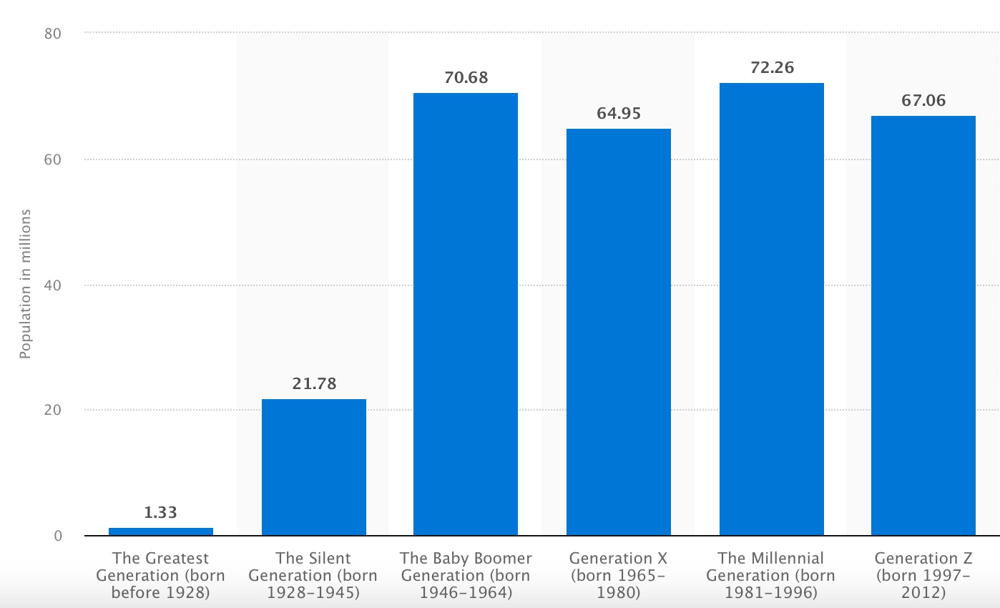 80
60
40
20
0
Population in millions
1.33
21.78
70.68
64.95
72.26
67.06
The Greatest
Generation (born
before 1928)
The Silent
Generation (born
1928–1945)
The Baby Boomer
Generation (born
1946–1964)
Generation X
(born 1965–
1980)
The Millennial
Generation (born
1981–1996)
Generation Z
(born 1997–
2012)